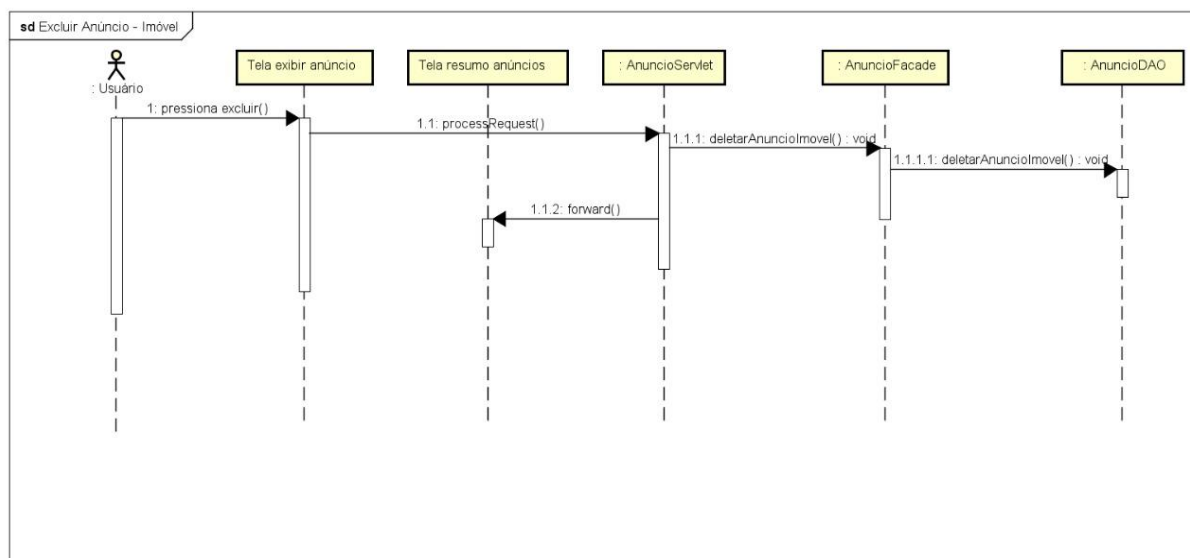 sd Excluir Anúncio - Imóvel
: Usuário
Tela exibir anúncio
Tela resumo anúncios
: AnuncioServlet
: AnuncioFacade
: AnuncioDAO
1: pressiona excluir()
1.1: processRequest()
1.1.1: deletarAnuncioImovel() : void
1.1.1.1: deletarAnuncioImovel() : void
1.1.2: forward()